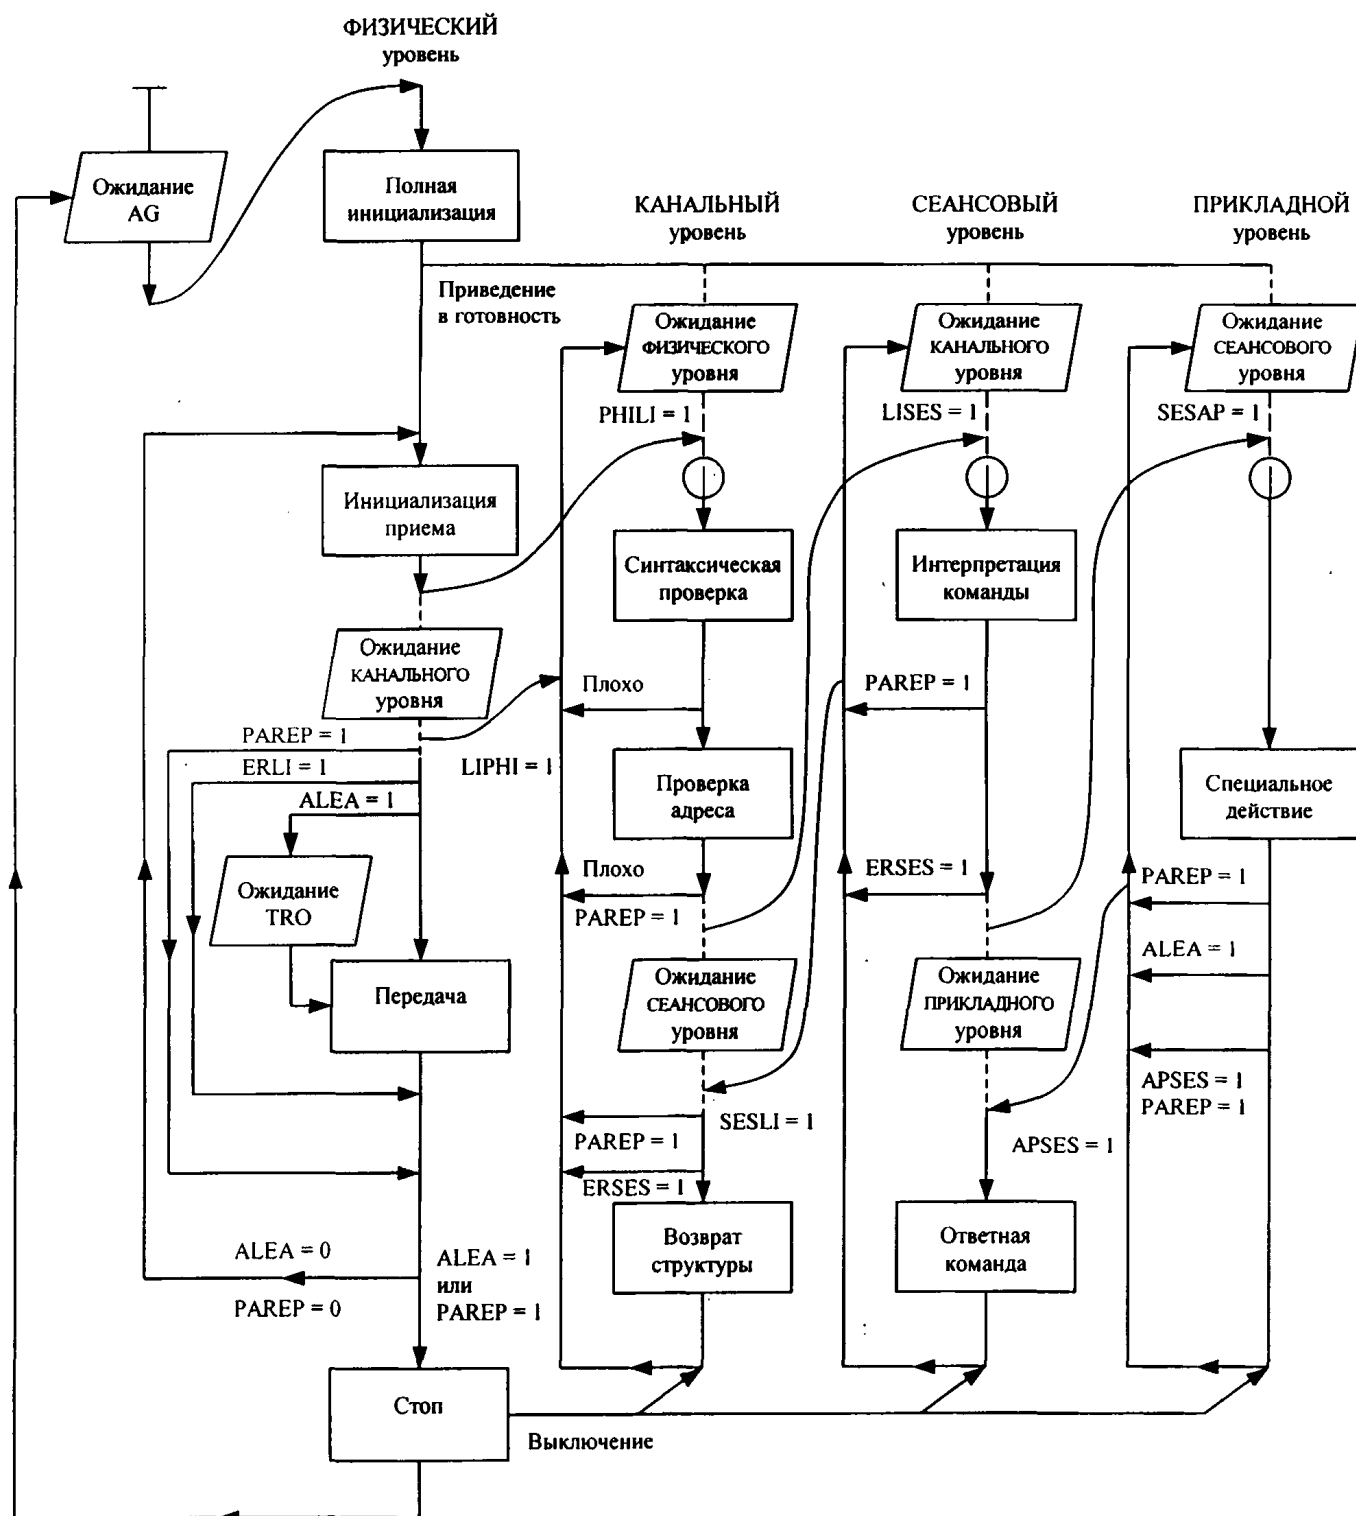 ФИЗИЧЕСКИЙ
уровень
Ожидание
AG
Полная
инициализация
КАНАЛЬНЫЙ
уровень
СЕАНСОВЫЙ
уровень
ПРИКЛАДНОЙ
уровень
Приведение
в готовность
Ожидание
ФИЗИЧЕСКОГО
уровня
Ожидание
КАНАЛЬНОГО
уровня
Ожидание
СЕАНСОВОГО
уровня
PHILI = 1
LISES = 1
SESAP = 1
Инициализация
приема
Синтаксическая
проверка
Интерпретация
команды
Ожидание
КАНАЛЬНОГО
уровня
Плохо
PAREP = 1
PAREP = 1
ERLI = 1
LIPHI = 1
ALEA = 1
Проверка
адреса
Специальное
действие
Ожидание
TRO
Плохо
PAREP = 1
ERSES = 1
PAREP = 1
ALEA = 1
Передача
Ожидание
СЕАНСОВОГО
уровня
Ожидание
ПРИКЛАДНОГО
уровня
APSES = 1
PAREP = 1
SESLI = 1
PAREP = 1
APSES = 1
ERSES = 1
Возврат
структуры
Ответная
команда
ALEA = 0
PAREP = 0
ALEA = 1
или
PAREP = 1
Стоп
Выключение